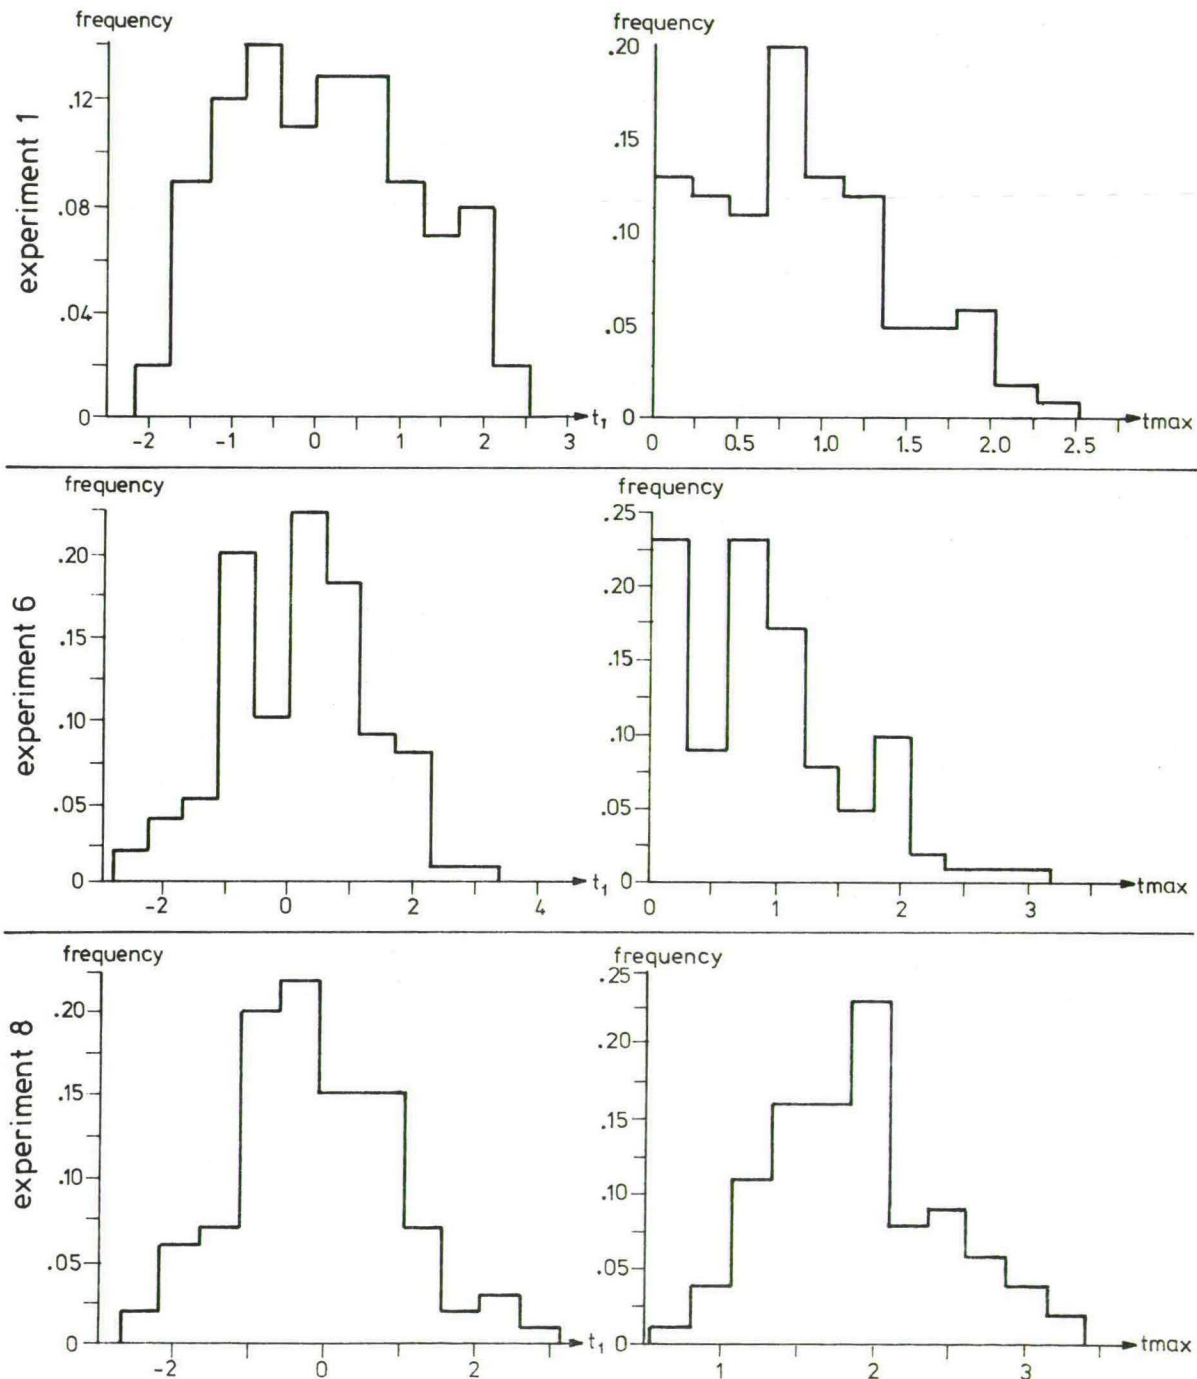 experiment 1
frequency
.12
.08
.04
0
-2 -1 0 1 2 3 t₁
frequency
.20
.15
.10
.05
0
0 0.5 1.0 1.5 2.0 2.5 tmax
experiment 6
frequency
.20
.15
.10
.05
0
-2 0 2 4 t₁
frequency
.25
.20
.15
.10
.05
0
0 1 2 3 tmax
experiment 8
frequency
.20
.15
.10
.05
0
-2 0 2 t₁
frequency
.25
.20
.15
.10
.05
0
1 2 3 tmax